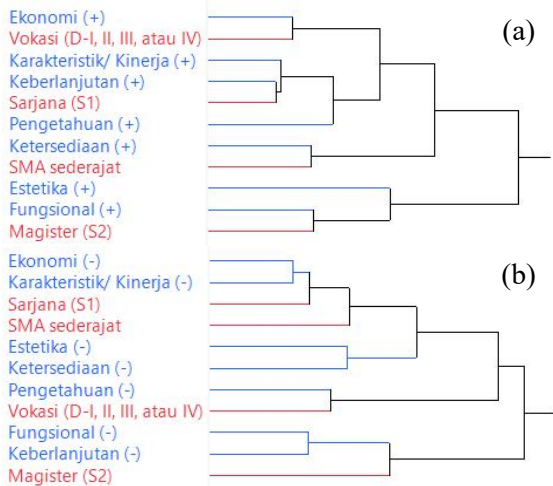 Ekonomi (+)
(a)
Vokasi (D-I, II, III, atau IV)
Karakteristik/ Kinerja (+)
Keberlanjutan (+)
Sarjana (S1)
Pengetahuan (+)
Ketersediaan (+)
SMA sederajat
Estetika (+)
Fungsional (+)
Magister (S2)
Ekonomi (-)
(b)
Karakteristik/ Kinerja (-)
Sarjana (S1)
SMA sederajat
Estetika (-)
Ketersediaan (-)
Pengetahuan (-)
Vokasi (D-I, II, III, atau IV)
Fungsional (-)
Keberlanjutan (-)
Magister (S2)